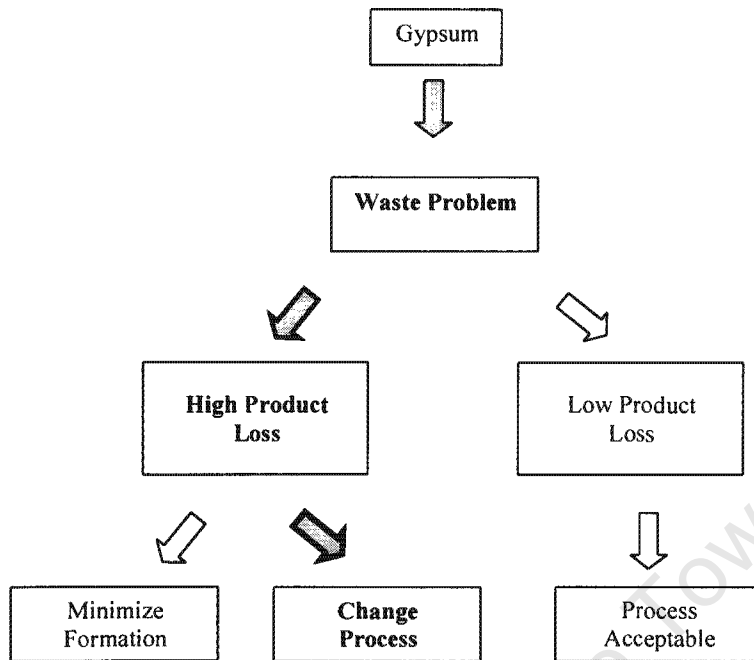 Gypsum
Waste Problem
High Product
Loss
Low Product
Loss
Minimize
Formation
Change
Process
Process
Acceptable